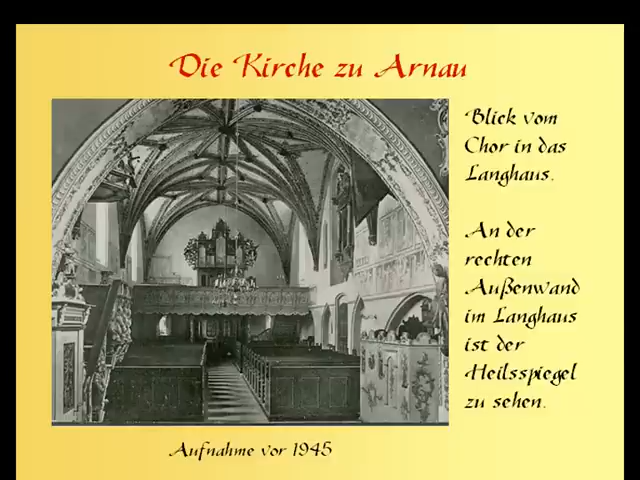 Die Kirche zu Arnau
Blick vom
Chor in das
Langhaus.
An der
rechten
Außenwand
im Langhaus
ist der
Heilsspiegel
zu sehen.
Aufnahme vor 1945